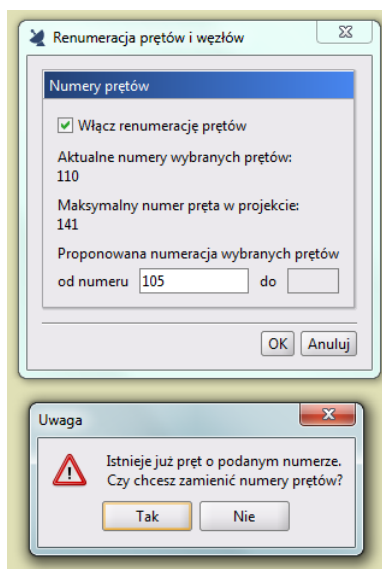 Renumeracja prętów i węzłów
Numery prętów
Włącz renumerację prętów
Aktualne numery wybranych prętów:
110
Maksymalny numer pręta w projekcie:
141
Proponowana numeracja wybranych prętów
od numeru 105 do
OK Anuluj
Uwaga
Istnieje już pręt o podanym numerze.
Czy chcesz zamienić numery prętów?
Tak Nie